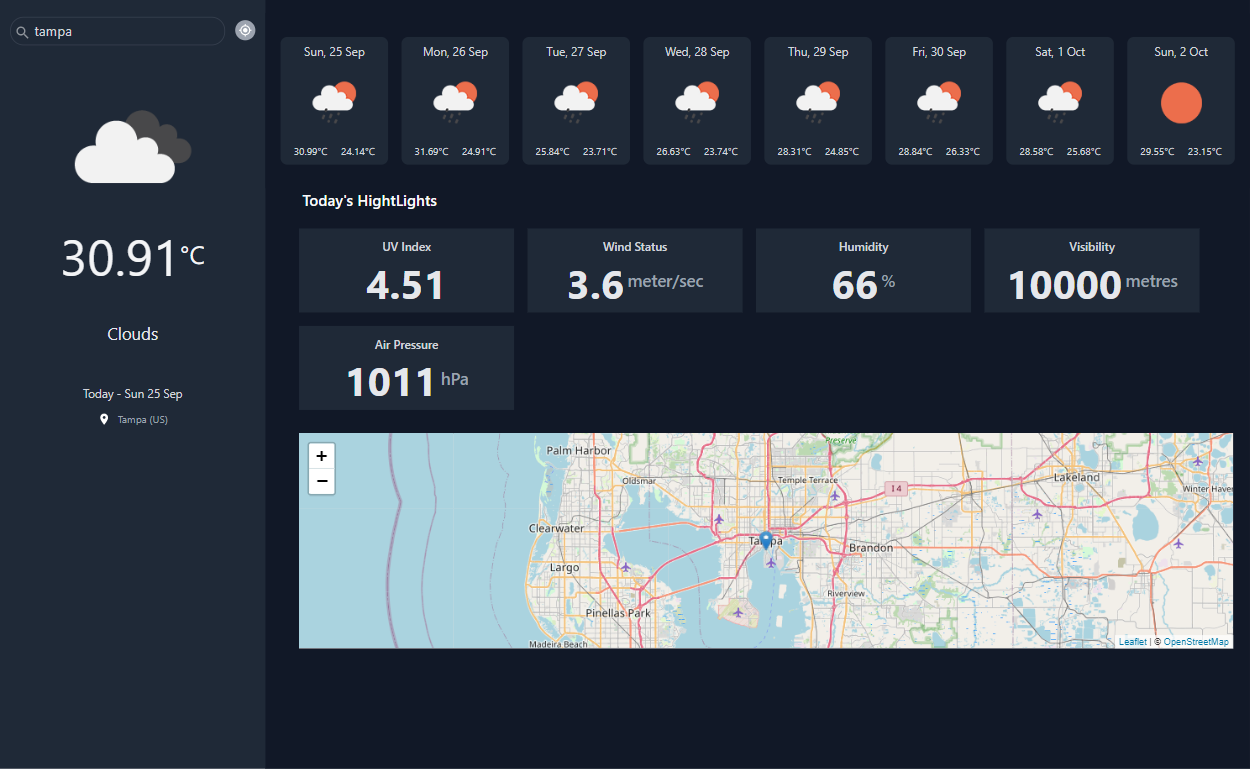 tampa
30.91°C
Clouds
Today - Sun 25 Sep
Tampa (US)
Sun, 25 Sep
30.99°C 24.14°C
Mon, 26 Sep
31.69°C 24.91°C
Tue, 27 Sep
25.84°C 23.71°C
Wed, 28 Sep
26.63°C 23.74°C
Thu, 29 Sep
28.31°C 24.85°C
Fri, 30 Sep
28.84°C 26.33°C
Sat, 1 Oct
28.58°C 25.68°C
Sun, 2 Oct
29.55°C 23.15°C
Today's HightLights
UV Index
4.51
Wind Status
3.6 meter/sec
Humidity
66 %
Visibility
10000 metres
Air Pressure
1011 hPa
+
−
Preserve
Palm Harbor
Oldsmar
Temple Terrace
14
Lakeland
Winter Haven
Clearwater
Tampa
Brandon
Largo
Riverview
Pinellas Park
Madeira Beach
Leaflet | © OpenStreetMap